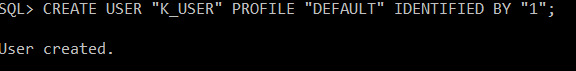 SQL> CREATE USER "K_USER" PROFILE "DEFAULT" IDENTIFIED BY "1";
User created.